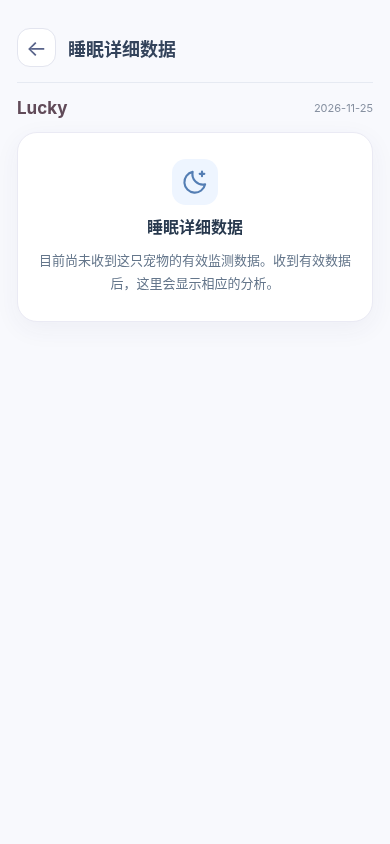 睡眠详细数据
Lucky
2026-11-25
睡眠详细数据
目前尚未收到这只宠物的有效监测数据。收到有效数据
后，这里会显示相应的分析。